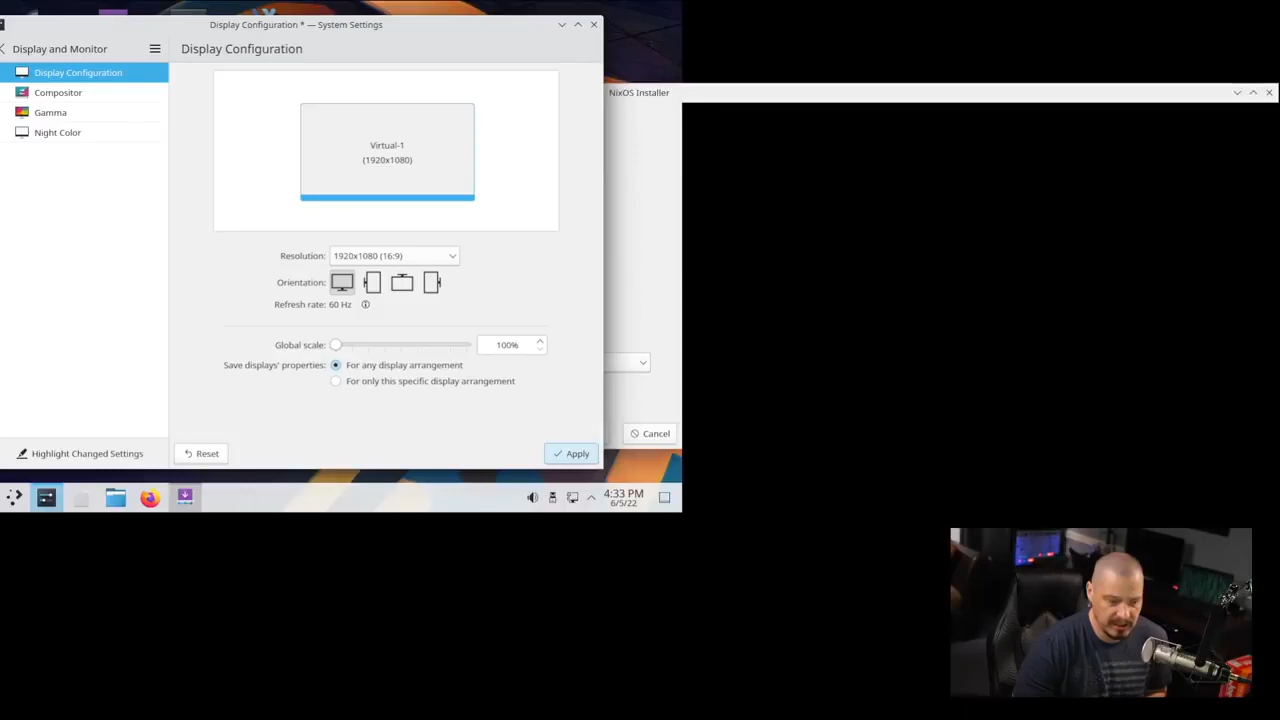 Display Configuration * — System Settings
Display and Monitor
Display Configuration
Display Configuration
Compositor
Gamma
Night Color
Virtual-1
(1920x1080)
Resolution: 1920x1080 (16:9)
Orientation:
Refresh rate: 60 Hz
Global scale: 100%
Save displays' properties: For any display arrangement
For only this specific display arrangement
Highlight Changed Settings
Reset
Apply
NixOS Installer
Cancel
4:33 PM
6/5/22